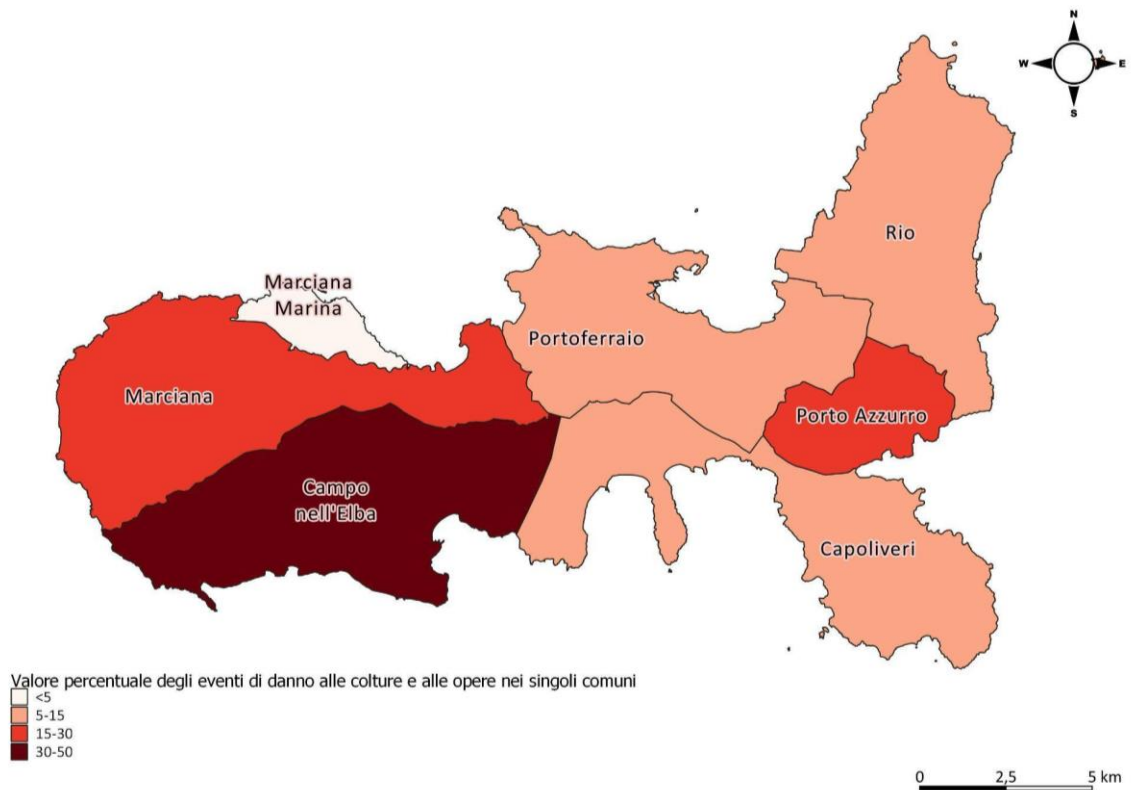 N
W E
S
Rio
Marciana
Marina
Portoferraio
Marciana
Porto Azzurro
Campo
nell'Elba
Capoliveri
Valore percentuale degli eventi di danno alle colture e alle opere nei singoli comuni
<5
5-15
15-30
30-50
0 2,5 5 km